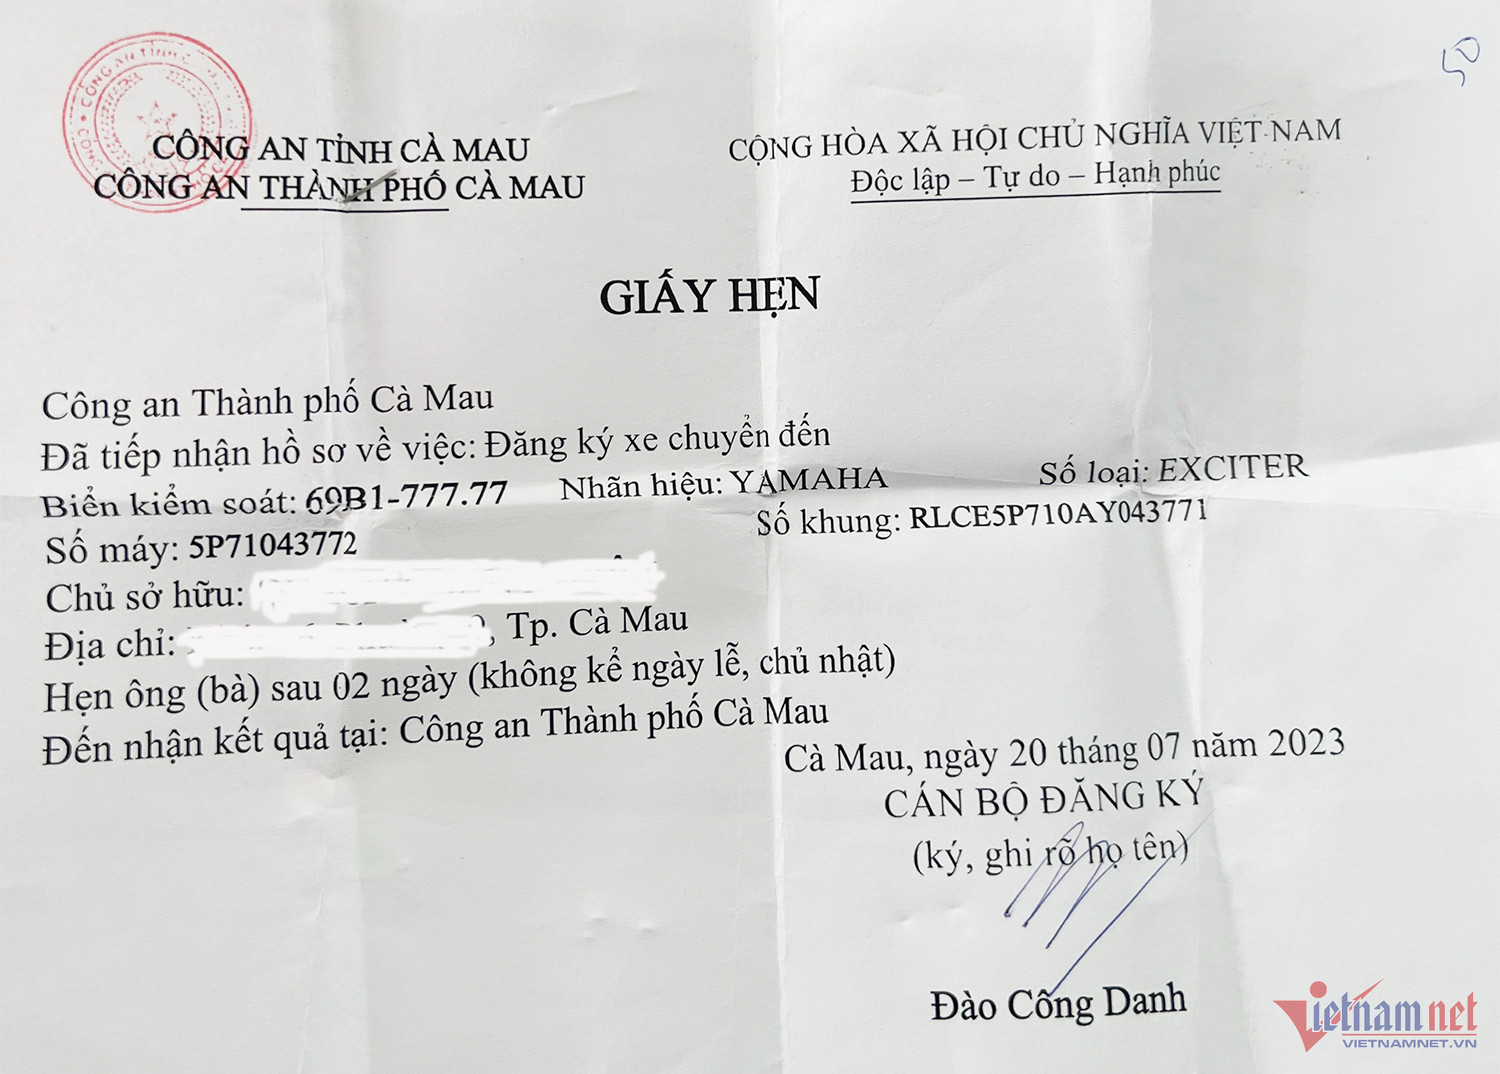 50
CÔNG AN TỈNH
CÔNG AN TỈNH CÀ MAU
CÔNG AN THÀNH PHỐ CÀ MAU
CỘNG HÒA XÃ HỘI CHỦ NGHĨA VIỆT NAM
Độc lập – Tự do – Hạnh phúc
GIẤY HẸN
Công an Thành phố Cà Mau
Đã tiếp nhận hồ sơ về việc: Đăng ký xe chuyển đến
Biển kiểm soát: 69B1-777.77 Nhãn hiệu: YAMAHA Số loại: EXCITER
Số máy: 5P71043772 Số khung: RLCE5P710AY043771
Chủ sở hữu:
Địa chỉ: , Tp. Cà Mau
Hẹn ông (bà) sau 02 ngày (không kể ngày lễ, chủ nhật)
Đến nhận kết quả tại: Công an Thành phố Cà Mau
Cà Mau, ngày 20 tháng 07 năm 2023
CÁN BỘ ĐĂNG KÝ
(ký, ghi rõ họ tên)
Đào Công Danh
Vietnamnet
VIETNAMNET.VN